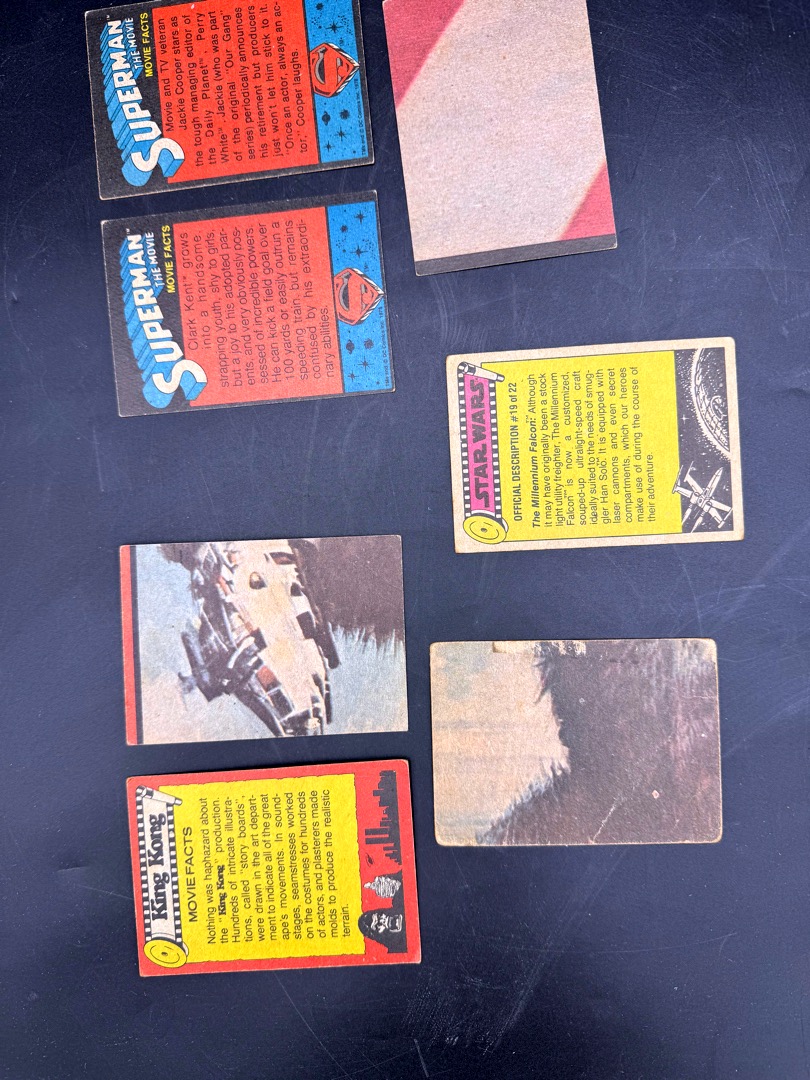 King Kong
MOVIE FACTS
Nothing was haphazard about
the "King Kong" production.
Hundreds of intricate illustra-
tions, called "story boards",
were drawn in the art depart-
ment to indicate all of the great
ape's movements. In sound-
stages, seamstresses worked
on the costumes for hundreds
of actors, and plasterers made
molds to produce the realistic
terrain.
SUPERMAN
THE MOVIE
MOVIE FACTS
Clark Kent™ grows
into a handsome,
strapping youth, shy to girls,
but a joy to his adopted par-
ents, and very obviously pos-
sessed of incredible powers.
He can kick a field goal over
100 yards or easily outrun a
speeding train, but remains
confused by his extraordi-
nary abilities.
SUPERMAN
THE MOVIE
MOVIE FACTS
Movie and TV veteran
Jackie Cooper stars as
the tough managing editor of
the Daily Planet™, Perry
White™. Jackie (who was part
of the original "Our Gang"
series) periodically announces
his retirement but producers
just won't let him stick to it.
"Once an actor, always an ac-
tor," Cooper laughs.
STAR WARS
OFFICIAL DESCRIPTION #19 of 22
The Millennium Falcon:™ Although
it may have originally been a stock
light utility freighter, The Millennium
Falcon™ is now a customized,
souped-up ultralight-speed craft
ideally suited to the needs of smug-
gler Han Solo.™ It is equipped with
laser cannons and even secret
compartments, which our heroes
make use of during the course of
their adventure.